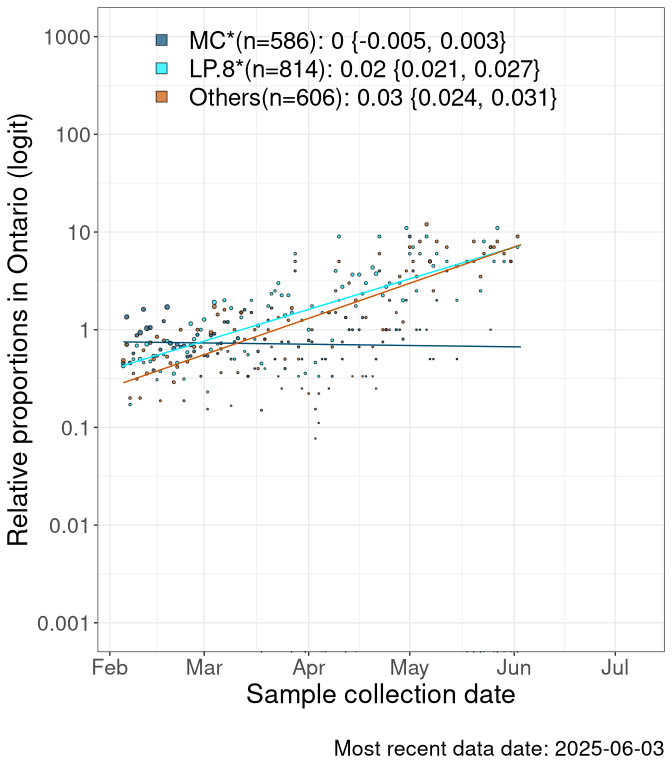 MC*(n=586): 0 {-0.005, 0.003}
LP.8*(n=814): 0.02 {0.021, 0.027}
Others(n=606): 0.03 {0.024, 0.031}
Relative proportions in Ontario (logit)
1000
100
10
1
0.1
0.01
0.001
Feb Mar Apr May Jun Jul
Sample collection date
Most recent data date: 2025-06-03